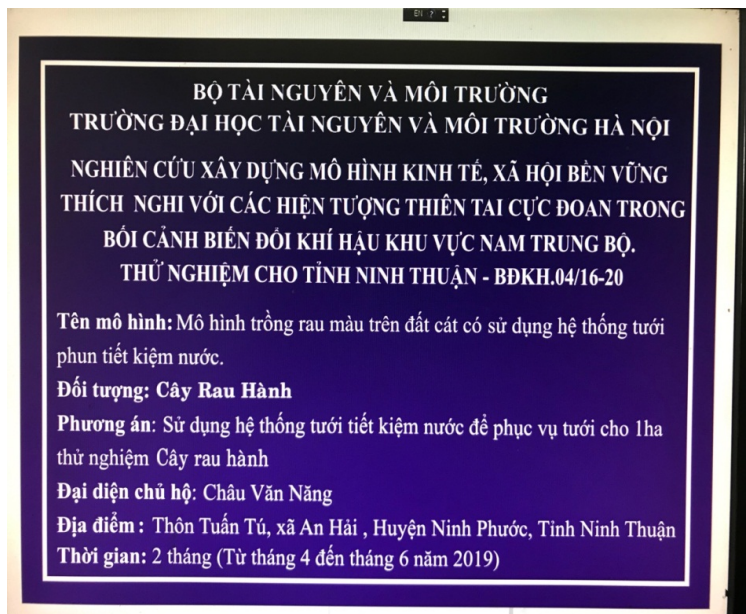 EN ?
BỘ TÀI NGUYÊN VÀ MÔI TRƯỜNG
TRƯỜNG ĐẠI HỌC TÀI NGUYÊN VÀ MÔI TRƯỜNG HÀ NỘI
NGHIÊN CỨU XÂY DỰNG MÔ HÌNH KINH TẾ, XÃ HỘI BỀN VỮNG
THÍCH NGHI VỚI CÁC HIỆN TƯỢNG THIÊN TAI CỰC ĐOAN TRONG
BỐI CẢNH BIẾN ĐỔI KHÍ HẬU KHU VỰC NAM TRUNG BỘ.
THỬ NGHIỆM CHO TỈNH NINH THUẬN - BĐKH.04/16-20
Tên mô hình: Mô hình trồng rau màu trên đất cát có sử dụng hệ thống tưới
phun tiết kiệm nước.
Đối tượng: Cây Rau Hành
Phương án: Sử dụng hệ thống tưới tiết kiệm nước để phục vụ tưới cho 1ha
thử nghiệm Cây rau hành
Đại diện chủ hộ: Châu Văn Năng
Địa điểm : Thôn Tuấn Tú, xã An Hải , Huyện Ninh Phước, Tỉnh Ninh Thuận
Thời gian: 2 tháng (Từ tháng 4 đến tháng 6 năm 2019)